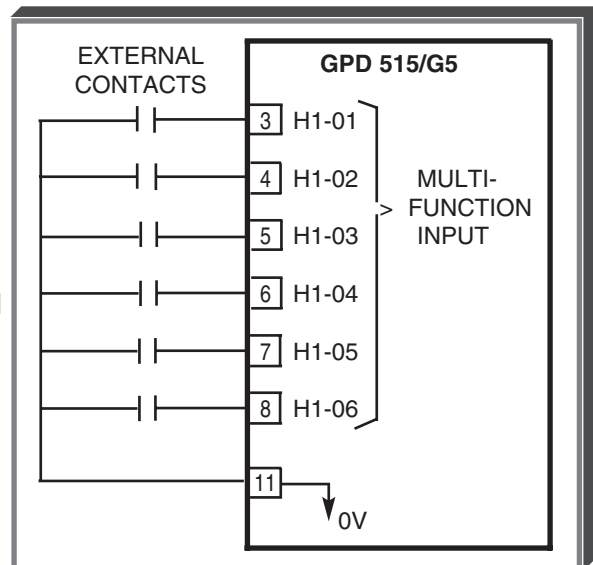 EXTERNAL
CONTACTS
GPD 515/G5
3 H1-01
4 H1-02
5 H1-03
6 H1-04
7 H1-05
8 H1-06
MULTI-
> FUNCTION
INPUT
11
0V